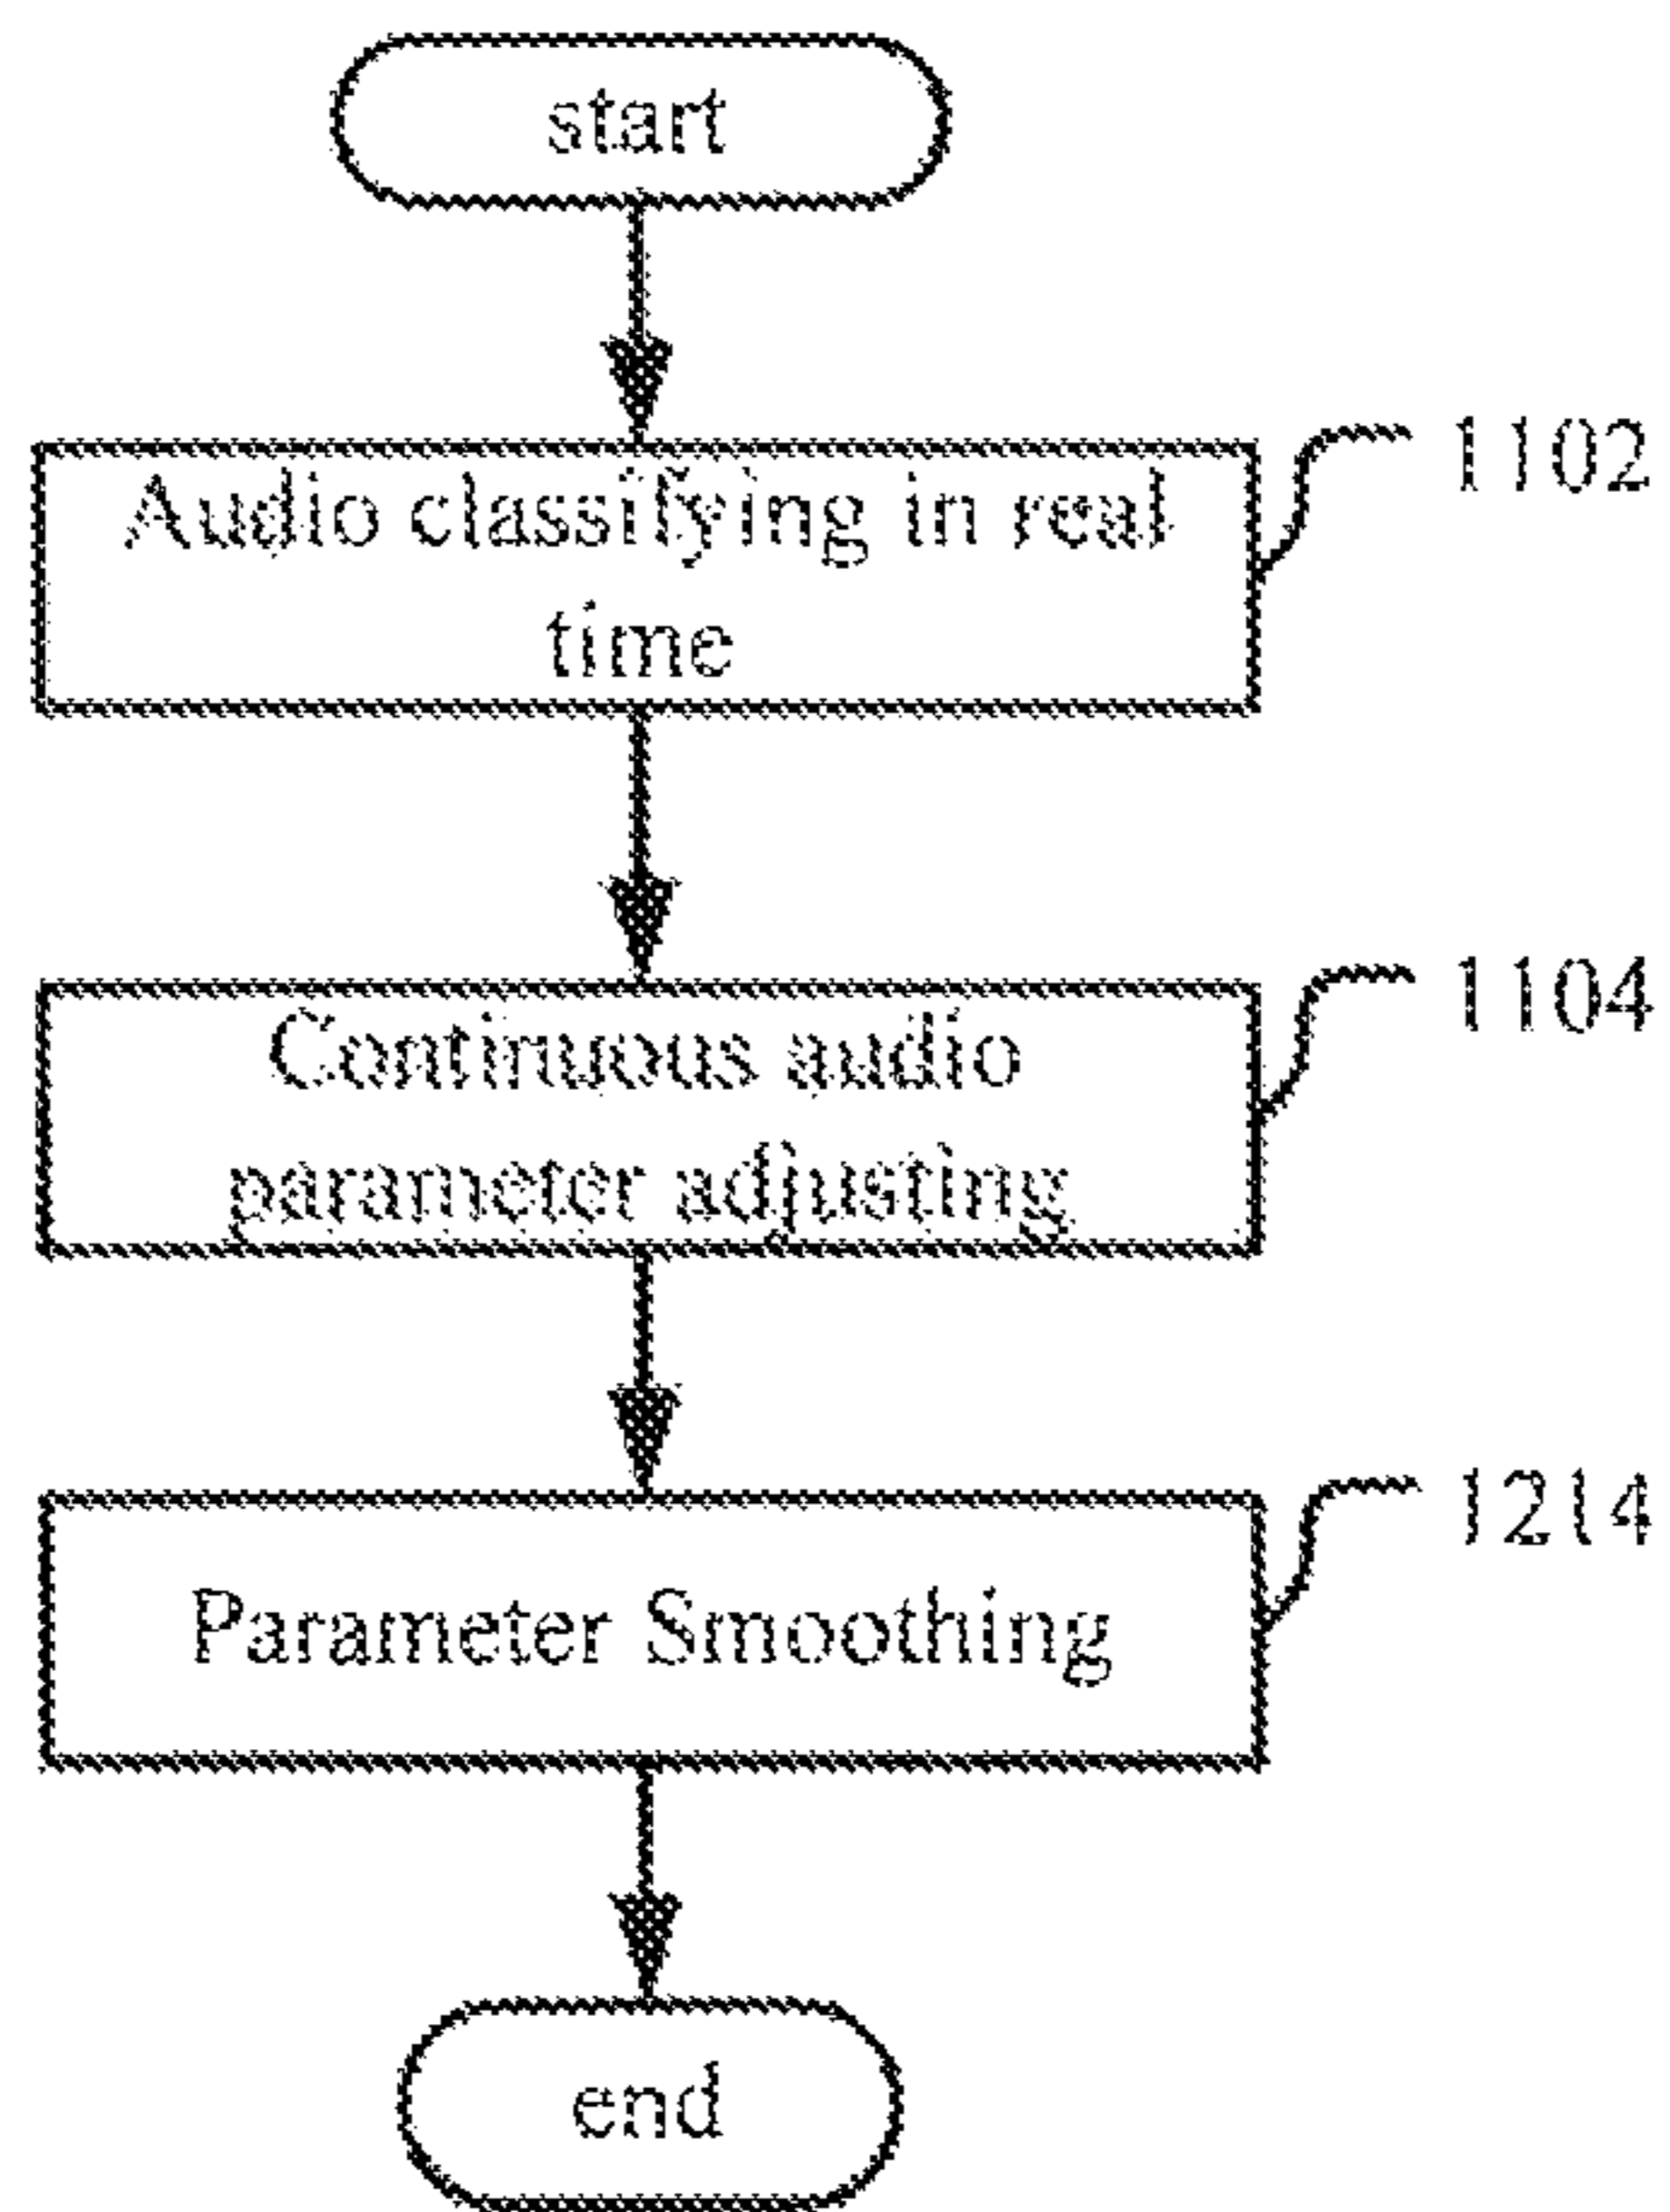 start
1102
Audio classifying in real
time
1104
Continuous audio
parameter adjusting
1214
Parameter Smoothing
end